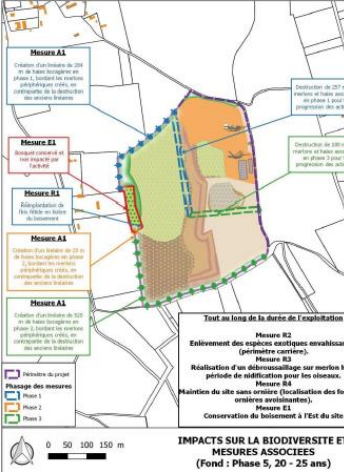 Mesure A1
Création d'un linéaire de 204
m de haies bocagères en
phase 1, bordant les merlons
périphériques créés, en
contrepartie de la destruction
des anciens linéaires
Mesure E1
Bosquet conservé et
non impacté par
l'activité
Mesure R1
Réimplantation de
l'Iris fétide en lisière
du boisement
Mesure A1
Création d'un linéaire de
m de haies bocagères en
phase 2, bordant les merlons
périphériques créés, en
contrepartie de la destruction
des anciens linéaires
Mesure A1
Création d'un linéaire de 525
m de haies bocagères en
phase 3, bordant les merlons
périphériques créés, en
contrepartie de la destruction
des anciens linéaires
Destruction de 257 m
merlons et haies asso
en phase 1 pour
progression des acti
Destruction de 180 m
merlons et haies asso
en phase 3 pour
progression des acti
Périmètre du projet
Phasage des mesures
Phase 1
Phase 2
Phase 3
Tout au long de la durée de l'exploitation
Mesure R2
Enlèvement des espèces exotiques envahissan
(périmètre carrière).
Mesure R3
Réalisation d'un débroussaillage sur merlon h
période de nidification pour les oiseaux.
Mesure R4
Maintien du site sans ornière (localisation des fo
ornières avoisinantes).
Mesure E1
Conservation du boisement à l'Est du site
0 50 100 150 m
IMPACTS SUR LA BIODIVERSITE ET
MESURES ASSOCIEES
(Fond : Phase 5, 20 - 25 ans)